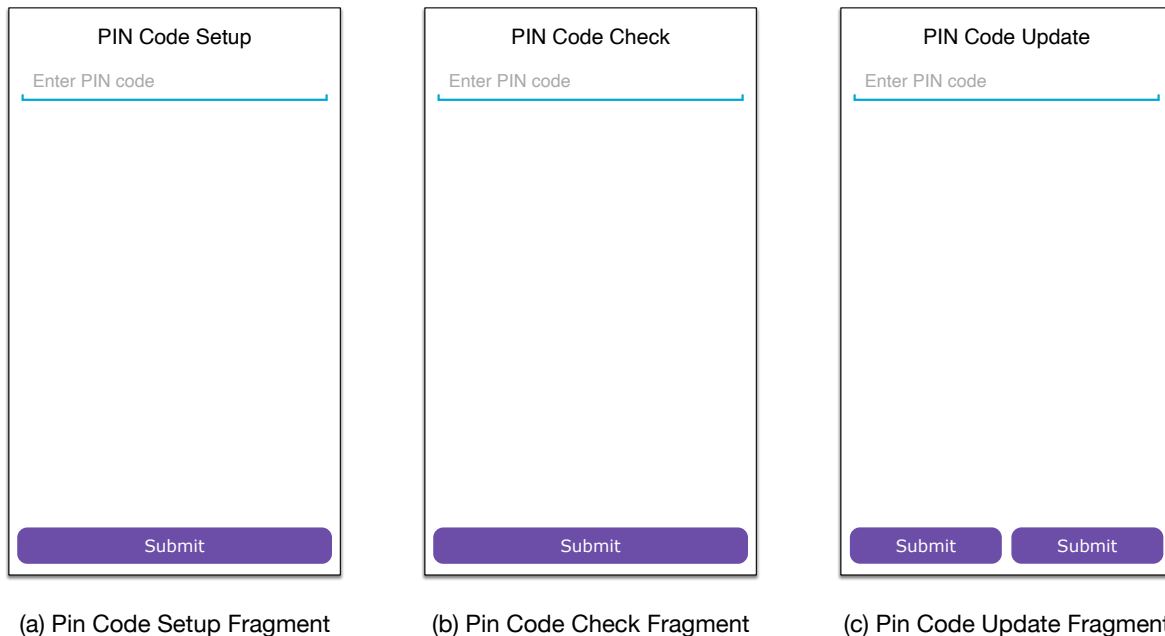 PIN Code Setup
Enter PIN code
Submit
(a) Pin Code Setup Fragment
PIN Code Check
Enter PIN code
Submit
(b) Pin Code Check Fragment
PIN Code Update
Enter PIN code
Submit
Submit
(c) Pin Code Update Fragment